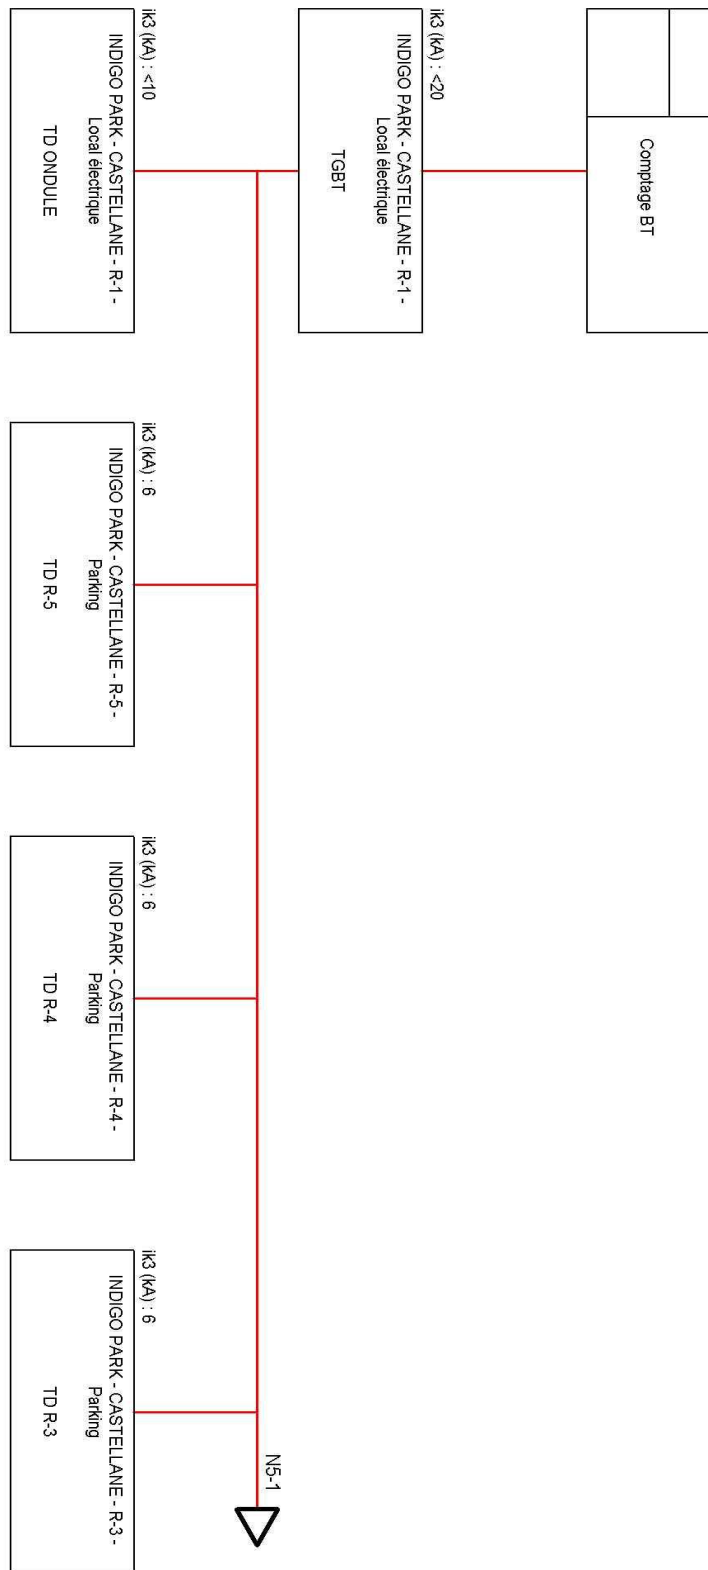 Comptage BT
ik3 (kA) : <20
INDIGO PARK - CASTELLANE - R-1 -
Local électrique
TGBT
N5-1
ik3 (kA) : <10
INDIGO PARK - CASTELLANE - R-1 -
Local électrique
TD ONDULE
ik3 (kA) : 6
INDIGO PARK - CASTELLANE - R-5 -
Parking
TD R-5
ik3 (kA) : 6
INDIGO PARK - CASTELLANE - R-4 -
Parking
TD R-4
ik3 (kA) : 6
INDIGO PARK - CASTELLANE - R-3 -
Parking
TD R-3